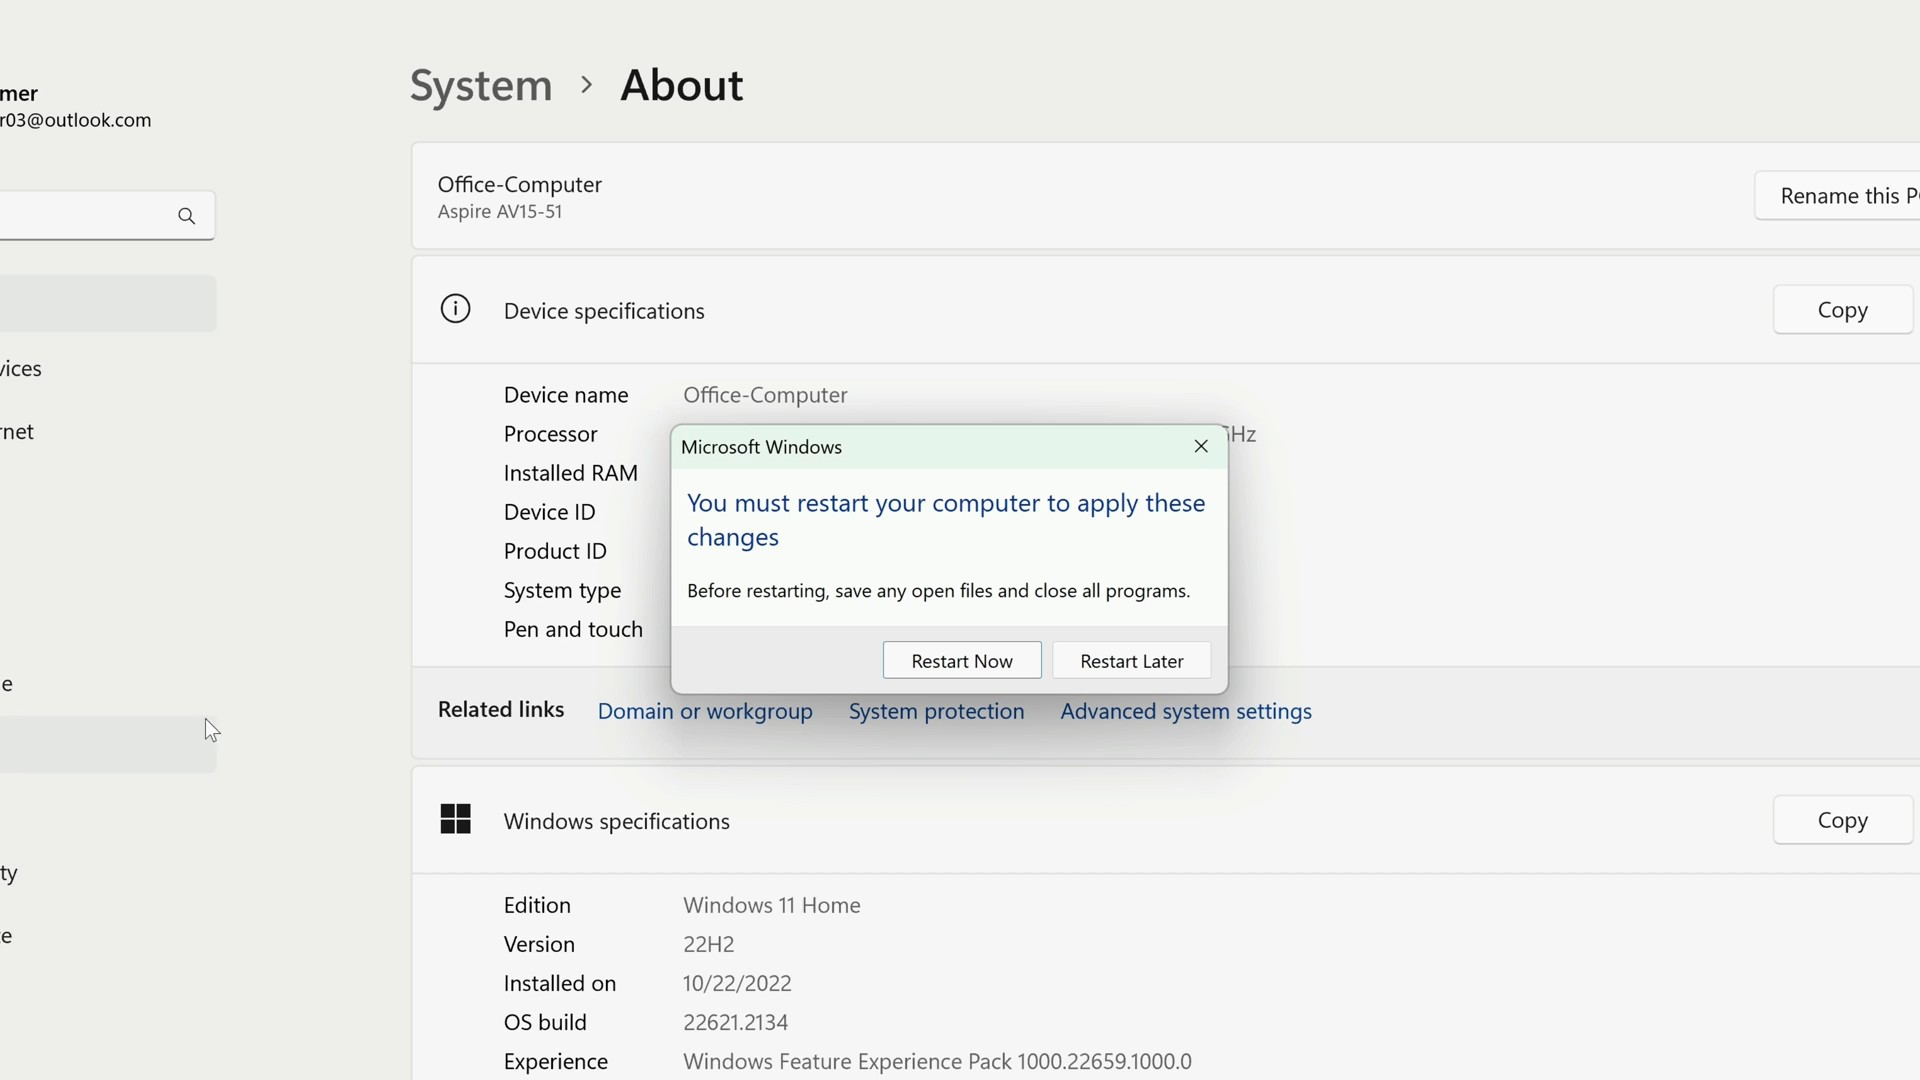 System > About
mer
r03@outlook.com
Office-Computer
Aspire AV15-51
Rename this P
Device specifications
Copy
vices
rnet
e
ty
e
Device name Office-Computer
Processor GHz
Installed RAM
Device ID
Product ID
System type
Pen and touch
Microsoft Windows
You must restart your computer to apply these
changes
Before restarting, save any open files and close all programs.
Restart Now Restart Later
Related links Domain or workgroup System protection Advanced system settings
Windows specifications
Copy
Edition Windows 11 Home
Version 22H2
Installed on 10/22/2022
OS build 22621.2134
Experience Windows Feature Experience Pack 1000.22659.1000.0